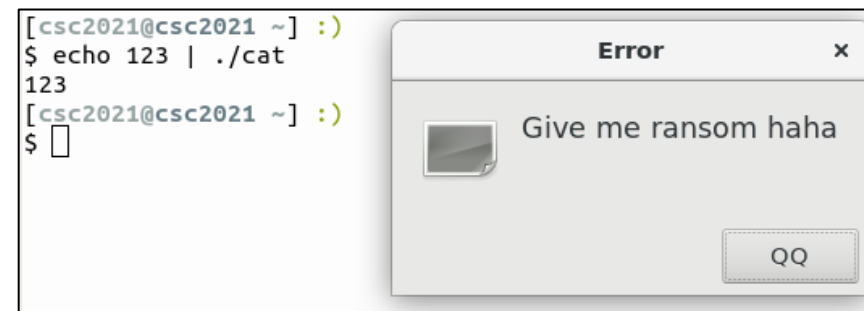 [csc2021@csc2021 ~] :)
$ echo 123 | ./cat
123
[csc2021@csc2021 ~] :)
$
Error ×
Give me ransom haha
QQ